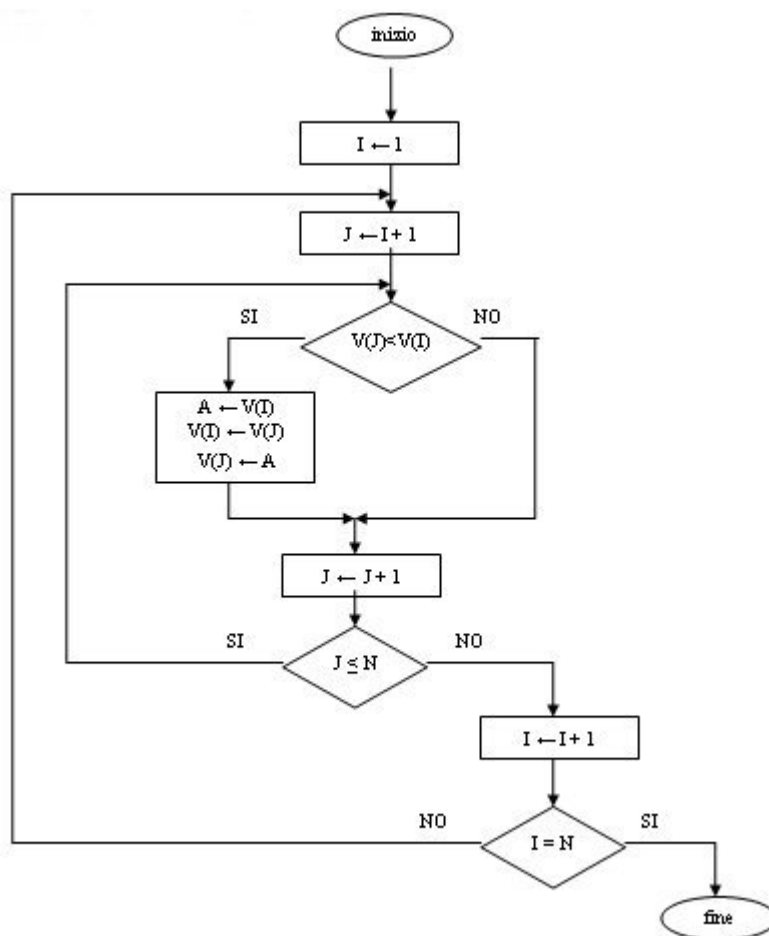 inizio
I ← 1
J ← I + 1
SI
NO
V(J)<V(I)
A ← V(I)
V(I) ← V(J)
V(J) ← A
J ← J + 1
SI
NO
J ≤ N
I ← I + 1
NO
SI
I = N
fine